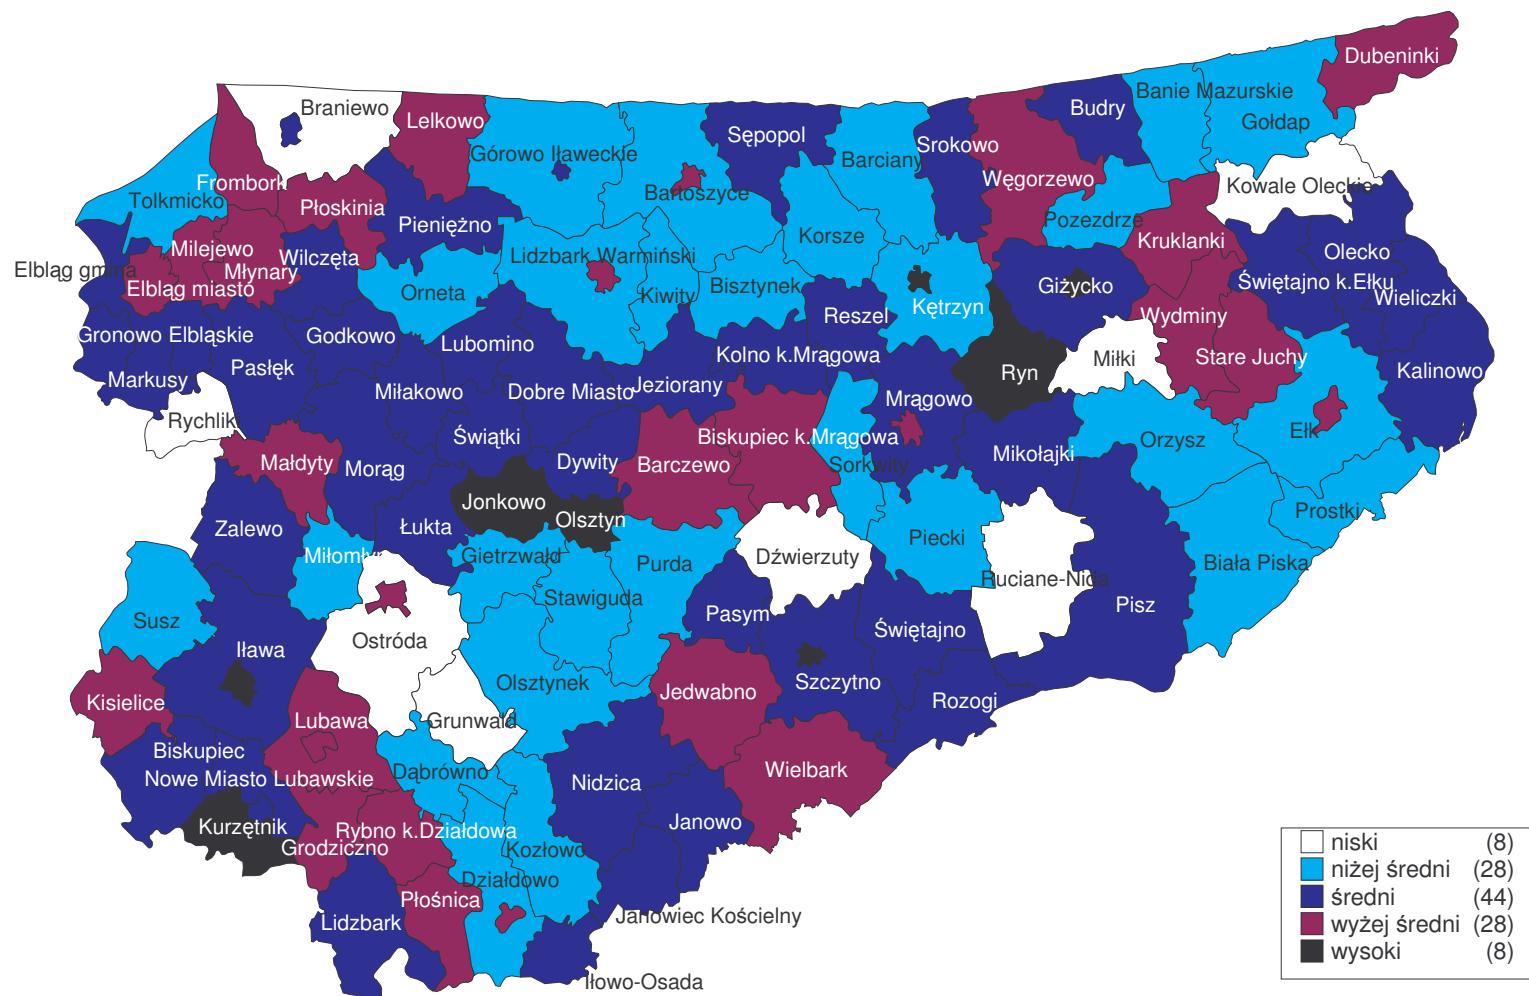 Dubeninki
Banie Mazurskie
Budry
Gołdap
Braniewo
Lelkowo
Sępopol
Srokowo
Górowo Iławeckie
Barciany
Węgorzewo
Kowale Oleckie
Frombork
Bartoszyce
Tolkmicko
Płoskinia
Pozezdrze
Pieniężno
Korsze
Kruklanki
Milejewo
Wilczęta
Lidzbark Warmiński
Olecko
Elbląg gmina
Młynary
Elbląg miasto
Orneta
Kiwity
Bisztynek
Giżycko
Świętajno k.Ełku
Wieliczki
Kętrzyn
Reszel
Wydminy
Gronowo Elbląskie
Godkowo
Lubomino
Kolno k.Mrągowa
Miłki
Stare Juchy
Pasłęk
Ryn
Kalinowo
Markusy
Miłakowo
Dobre Miasto
Jeziorany
Mrągowo
Rychliki
Świątki
Biskupiec k.Mrągowa
Ełk
Orzysz
Mikołajki
Małdyty
Morąg
Dywity
Barczewo
Sorkwity
Jonkowo
Olsztyn
Prostki
Zalewo
Łukta
Piecki
Miłomłyn
Gietrzwałd
Purda
Dźwierzuty
Biała Piska
Ruciane-Nida
Stawiguda
Pisz
Susz
Pasym
Świętajno
Ostróda
Iława
Olsztynek
Szczytno
Jedwabno
Kisielice
Rozogi
Lubawa
Grunwald
Biskupiec
Nowe Miasto Lubawskie
Dąbrówno
Nidzica
Wielbark
Kurzętnik
Rybno k.Działdowa
Janowo
Grodziczno
Kozłowo
Działdowo
Płośnica
Lidzbark
Janowiec Kościelny
Iłowo-Osada
niski (8)
niżej średni (28)
średni (44)
wyżej średni (28)
wysoki (8)